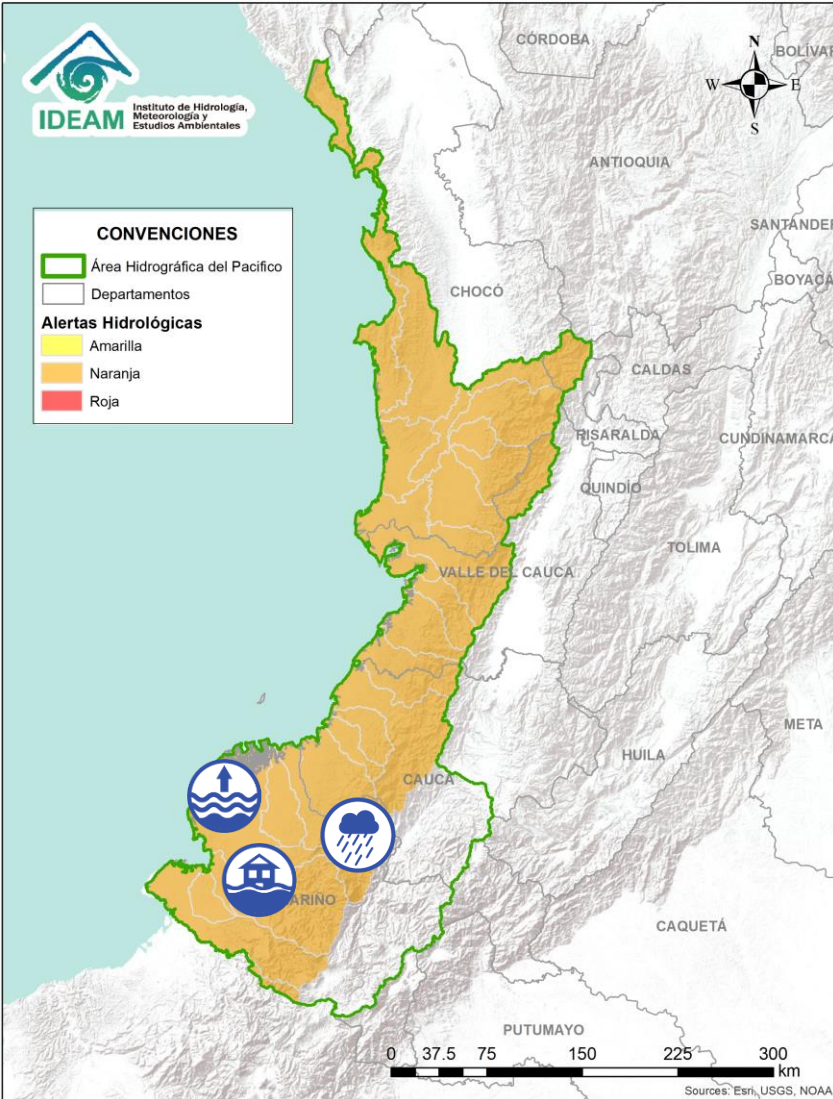 IDEAM
Instituto de Hidrología,
Meteorología y
Estudios Ambientales
CÓRDOBA
N
BOLÍVAR
W
E
S
ANTIOQUIA
SANTANDER
CONVENCIONES
Área Hidrográfica del Pacifico
Departamentos
Alertas Hidrológicas
Amarilla
Naranja
Roja
BOYACÁ
CHOCÓ
CALDAS
RISARALDA
CUNDINAMARCA
QUINDÍO
TOLIMA
VALLE DEL CAUCA
META
HUILA
CAUCA
ARIÑO
CAQUETÁ
PUTUMAYO
0 37.5 75 150 225 300
km
Sources: Esri, USGS, NOAA